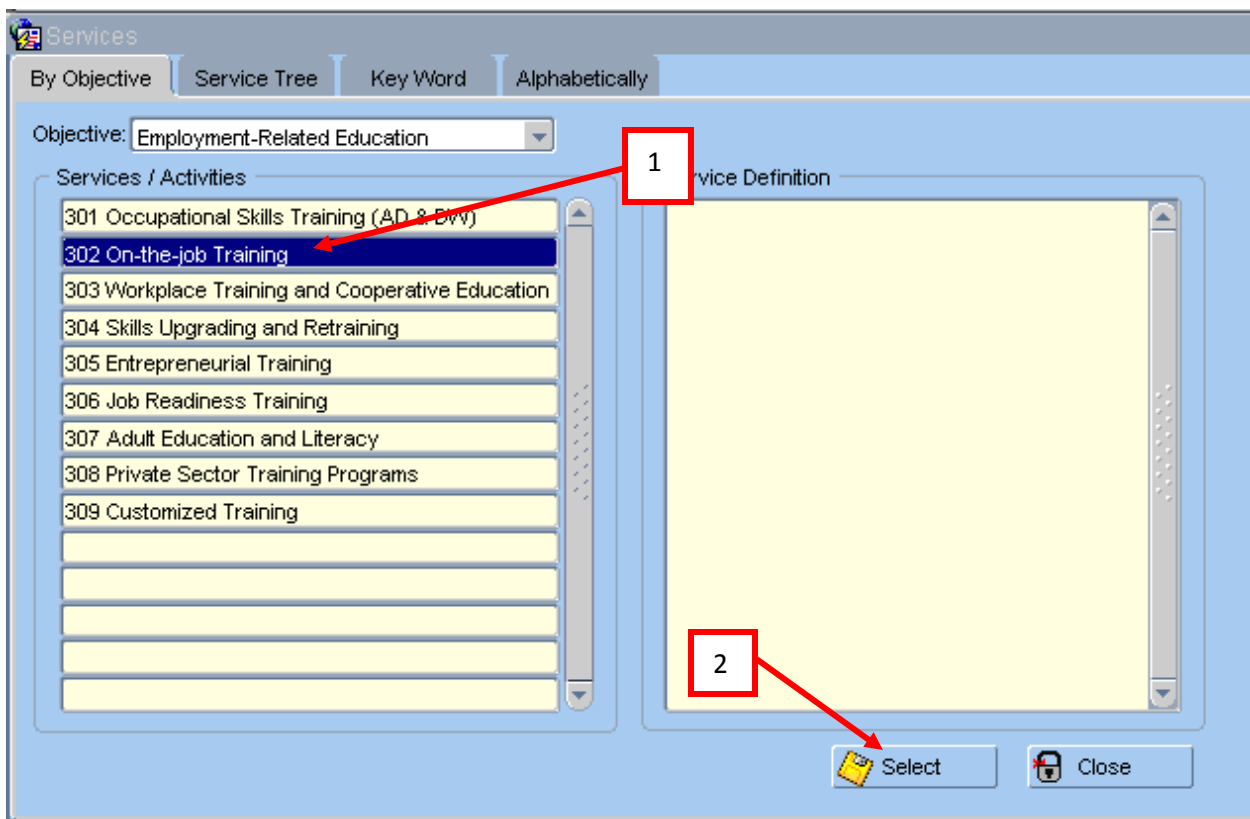 Services
By Objective Service Tree Key Word Alphabetically
Objective: Employment-Related Education
1
Services / Activities
rvice Definition
301 Occupational Skills Training (AD & DW)
302 On-the-job Training
303 Workplace Training and Cooperative Education
304 Skills Upgrading and Retraining
305 Entrepreneurial Training
306 Job Readiness Training
307 Adult Education and Literacy
308 Private Sector Training Programs
309 Customized Training
2
Select
Close